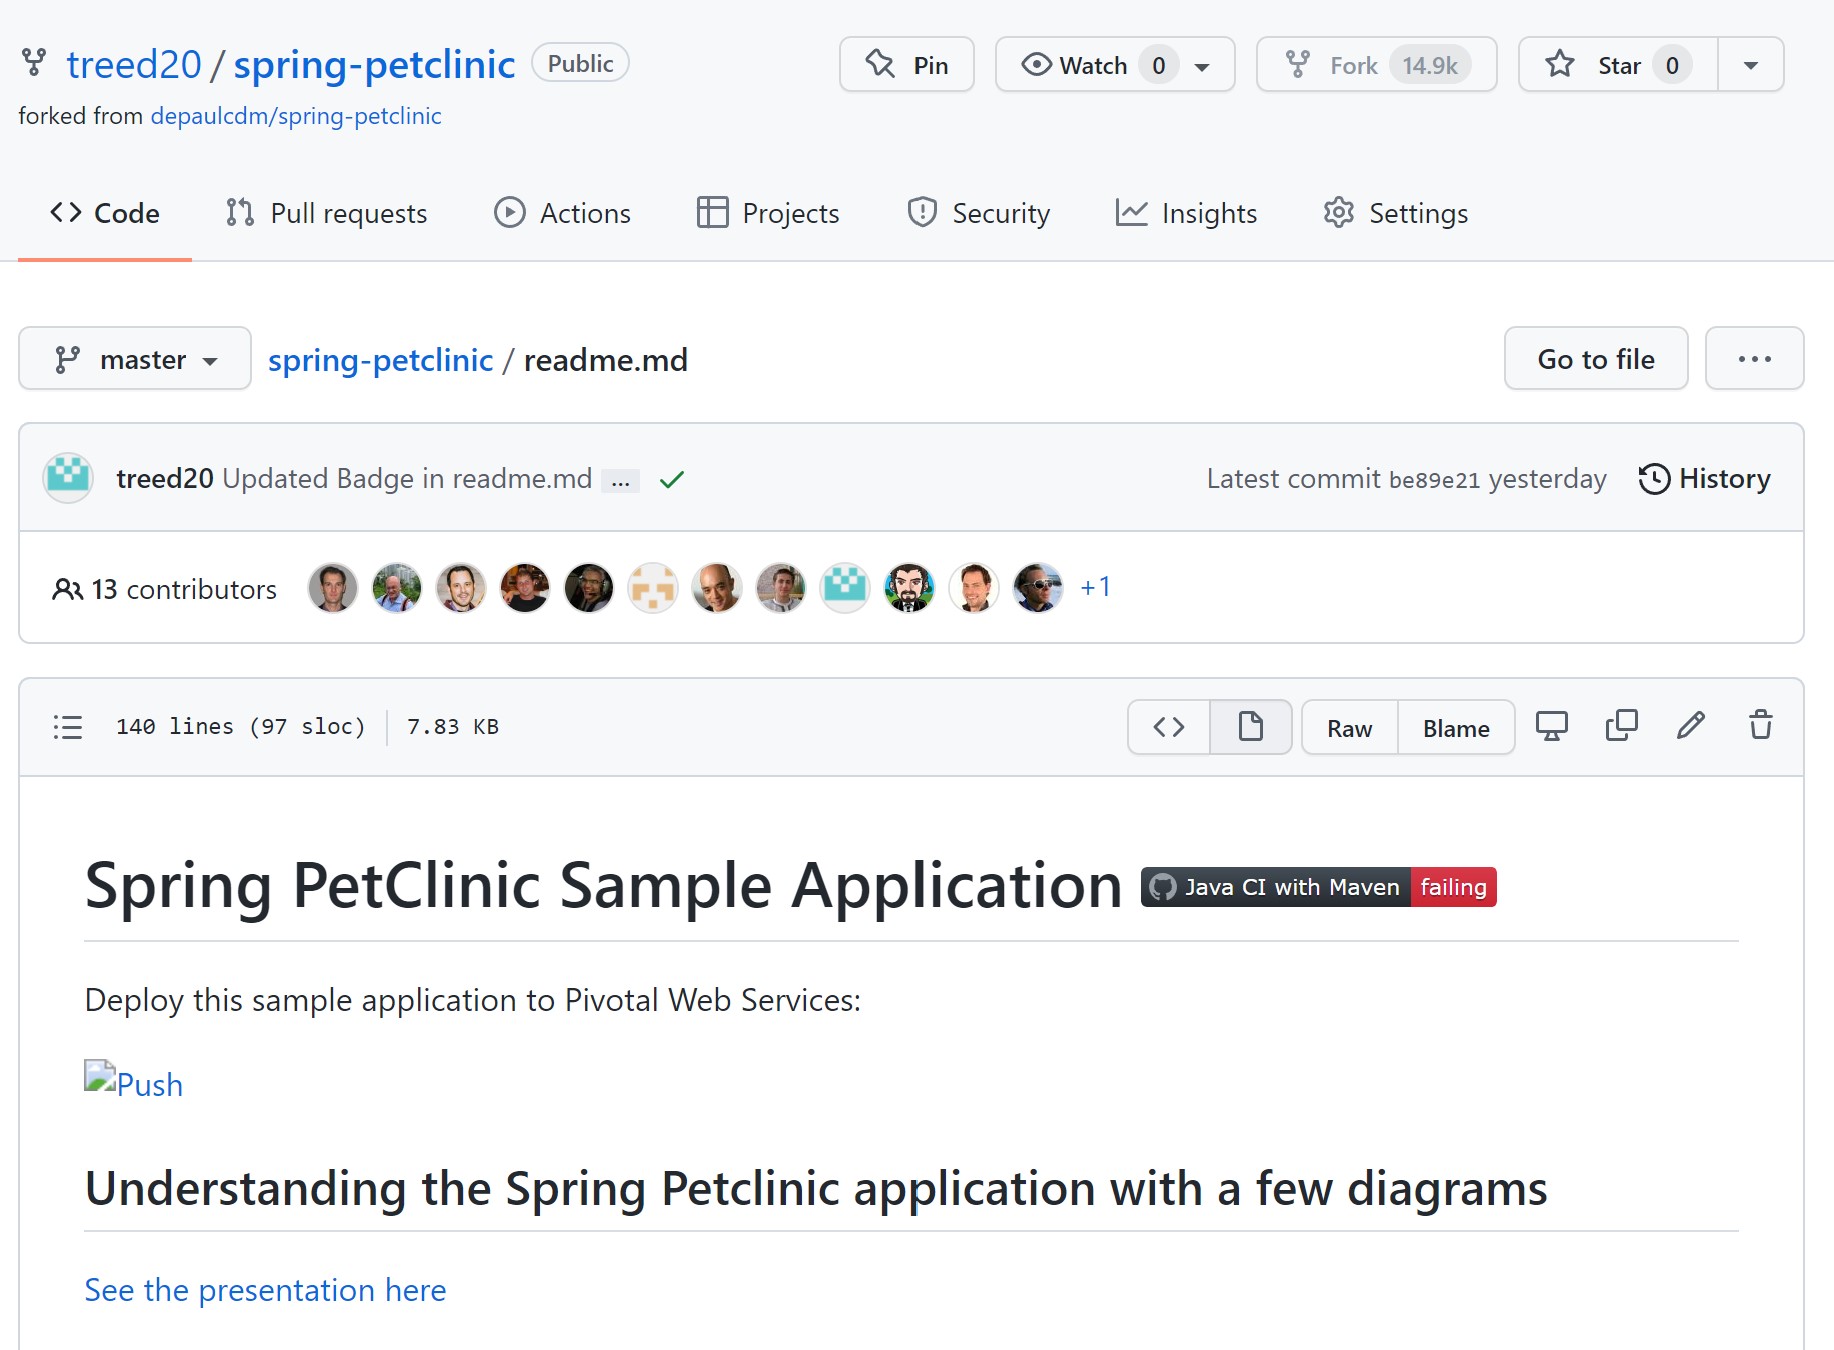 treed20 / spring-petclinic Public Pin Watch 0 Fork 14.9k Star 0
forked from depaulcdm/spring-petclinic
Code Pull requests Actions Projects Security Insights Settings
master spring-petclinic / readme.md Go to file ...
treed20 Updated Badge in readme.md ... Latest commit be89e21 yesterday History
13 contributors +1
140 lines (97 sloc) 7.83 KB Raw Blame
Spring PetClinic Sample Application Java CI with Maven failing
Deploy this sample application to Pivotal Web Services:
Push
Understanding the Spring Petclinic application with a few diagrams
See the presentation here